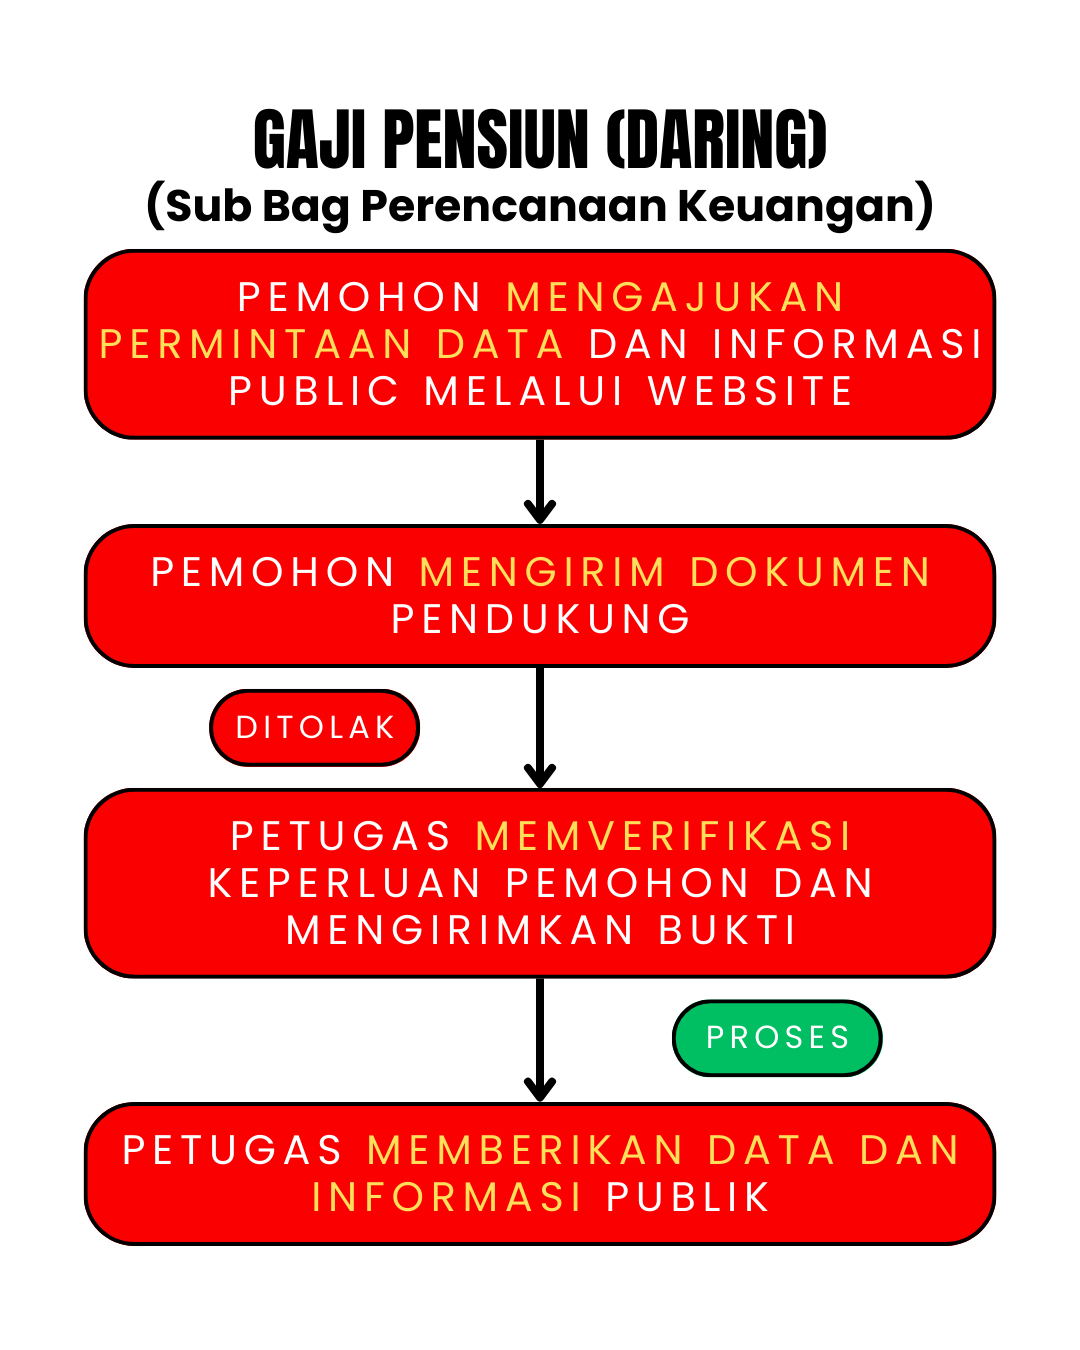 GAJI PENSIUN (DARING)
(Sub Bag Perencanaan Keuangan)
PEMOHON MENGAJUKAN
PERMINTAAN DATA DAN INFORMASI
PUBLIC MELALUI WEBSITE
PEMOHON MENGIRIM DOKUMEN
PENDUKUNG
DITOLAK
PETUGAS MEMVERIFIKASI
KEPERLUAN PEMOHON DAN
MENGIRIMKAN BUKTI
PROSES
PETUGAS MEMBERIKAN DATA DAN
INFORMASI PUBLIK